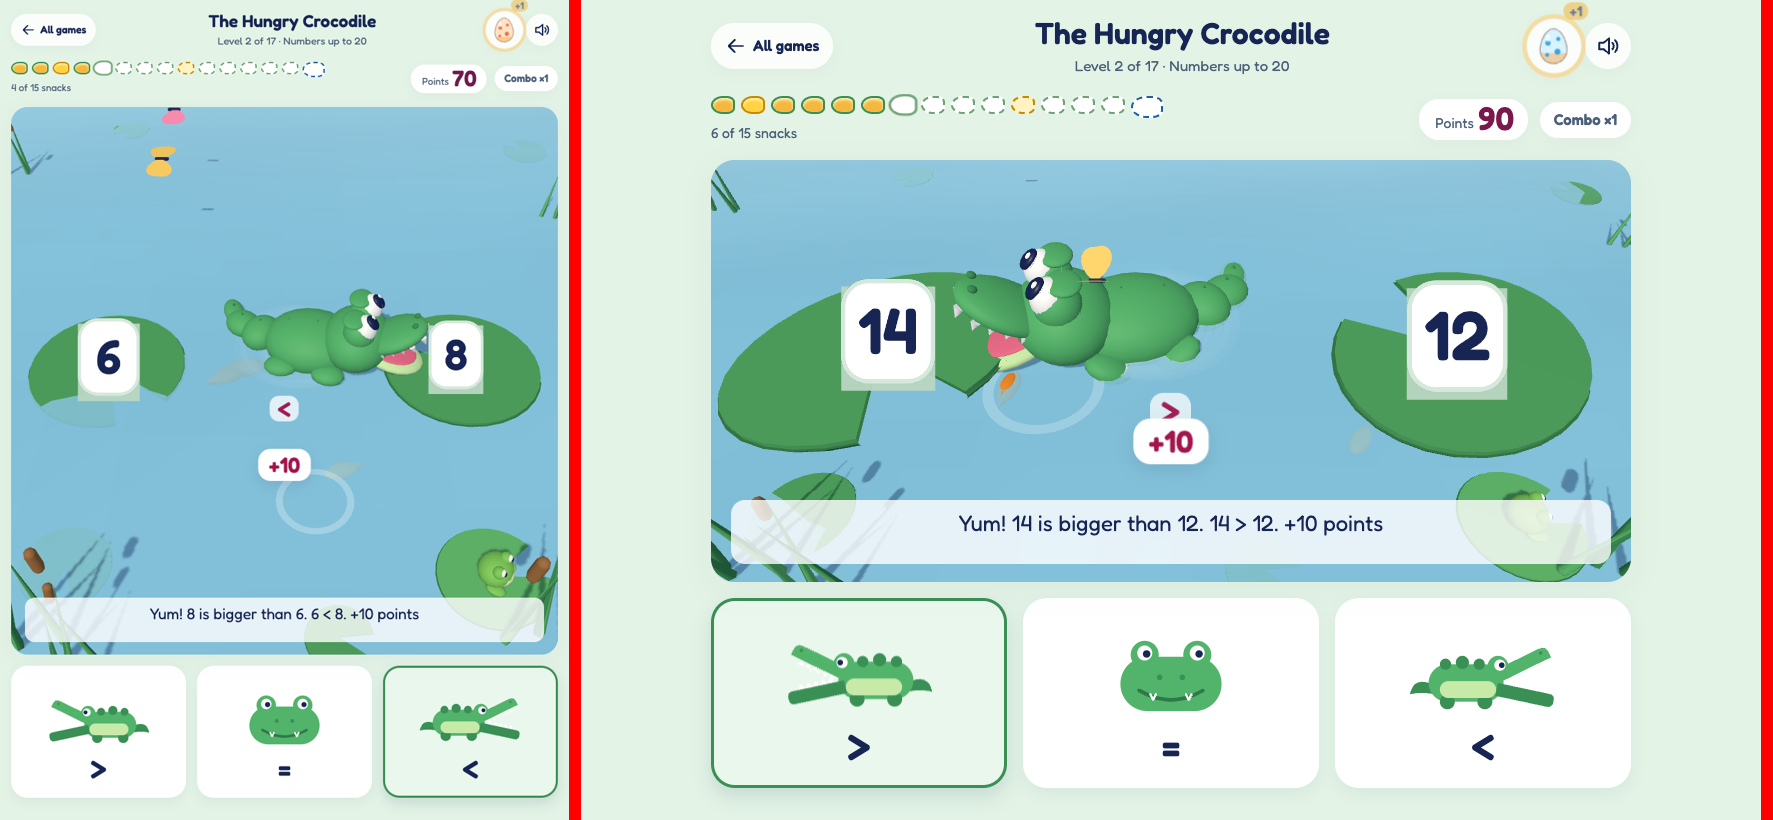 ← All games
The Hungry Crocodile
Level 2 of 17 · Numbers up to 20
+1
4 of 15 snacks
Points 70
Combo ×1
6
8
<
+10
Yum! 8 is bigger than 6. 6 < 8. +10 points
>
=
<
← All games
The Hungry Crocodile
Level 2 of 17 · Numbers up to 20
+1
6 of 15 snacks
Points 90
Combo ×1
14
12
>
+10
Yum! 14 is bigger than 12. 14 > 12. +10 points
>
=
<